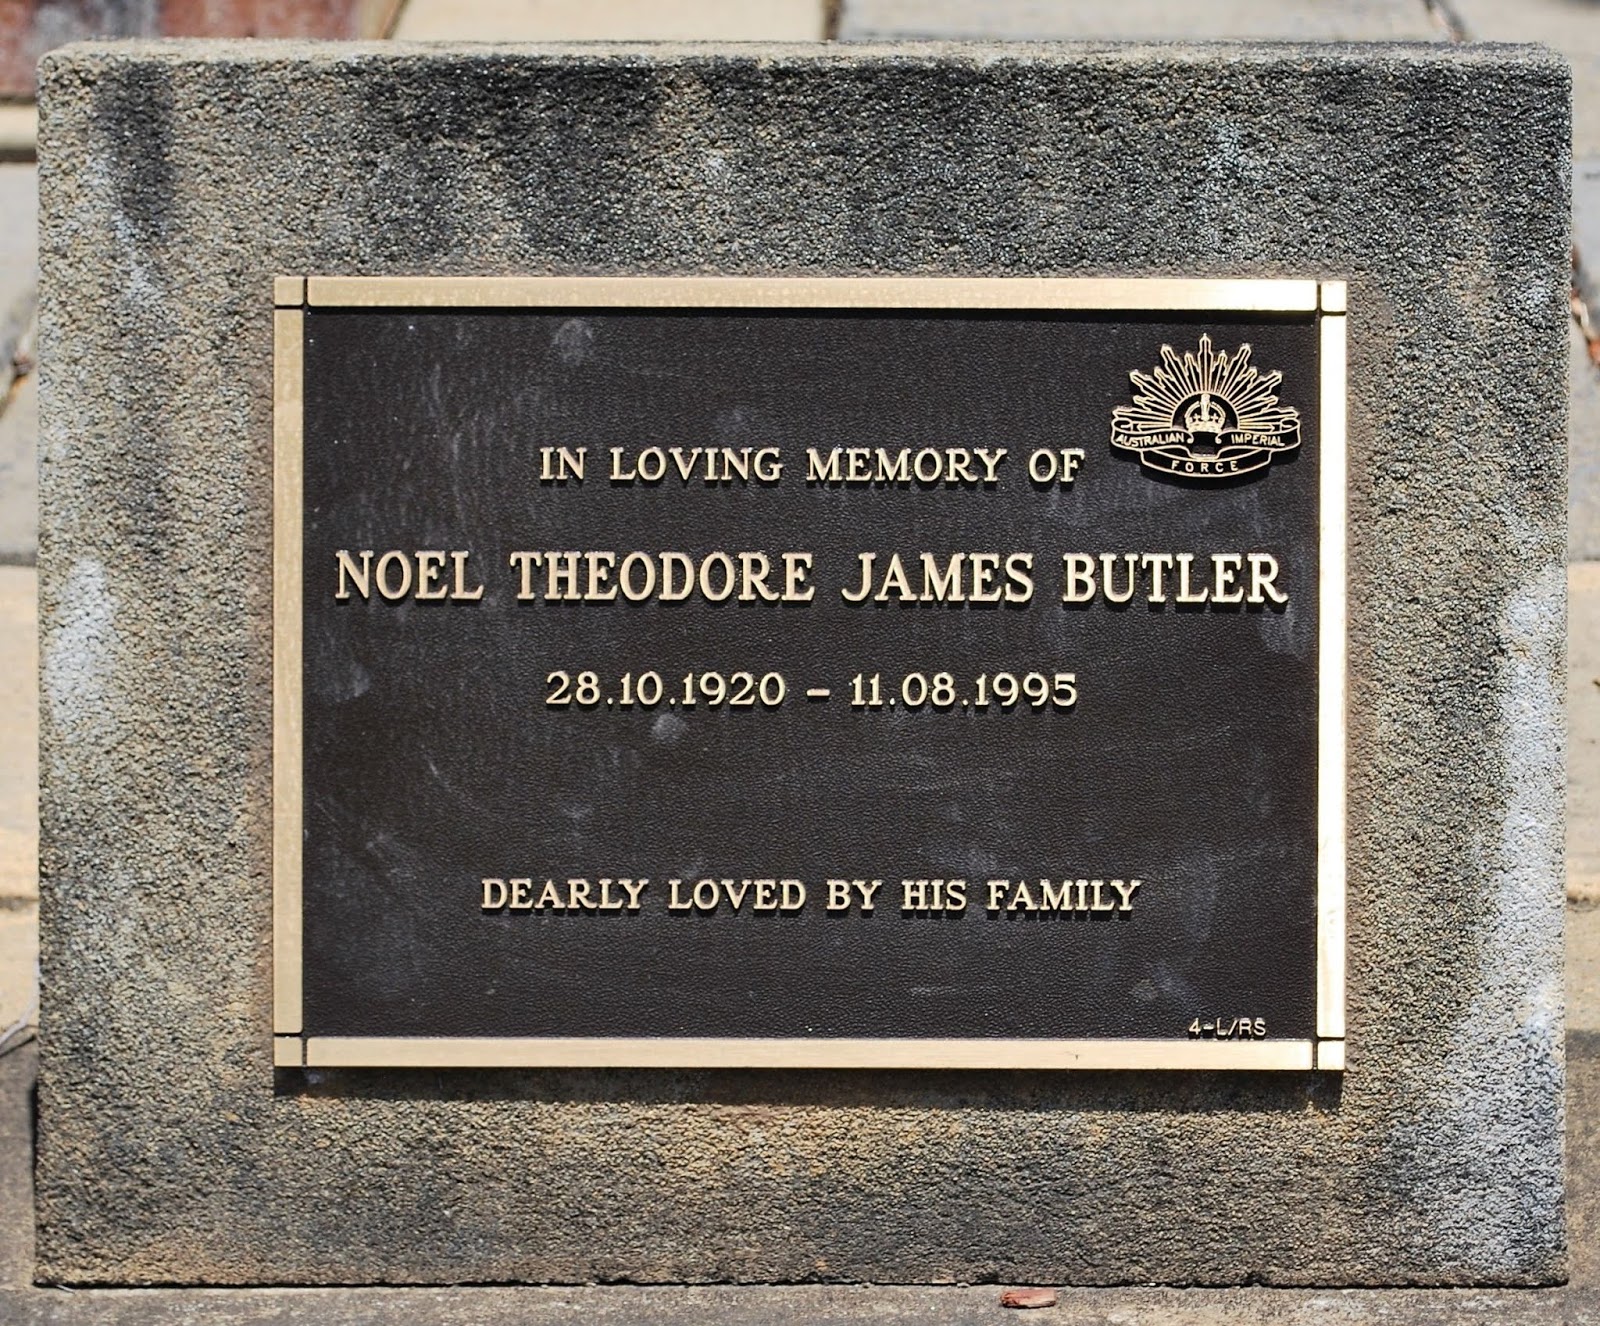 AUSTRALIAN IMPERIAL
FORCE
IN LOVING MEMORY OF
NOEL THEODORE JAMES BUTLER
28.10.1920 – 11.08.1995
DEARLY LOVED BY HIS FAMILY
4-L/RS